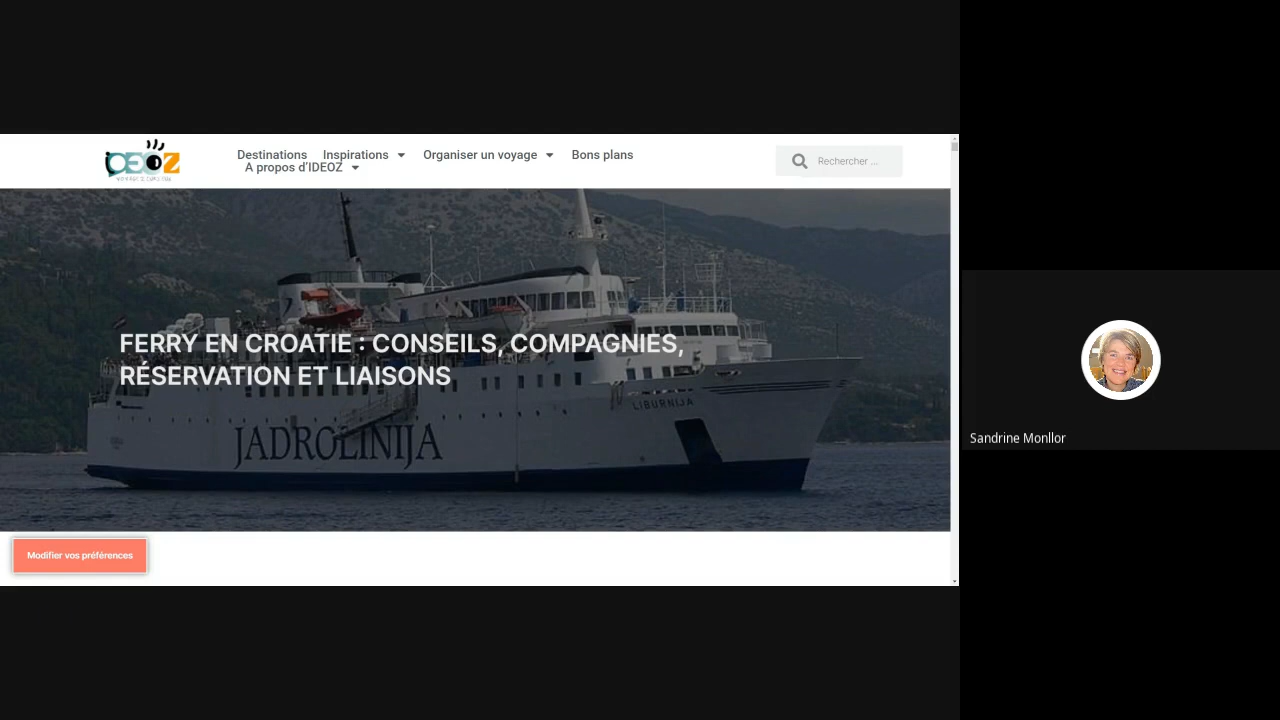 IDEOZ
Destinations Inspirations Organiser un voyage Bons plans
A propos d'IDEOZ
Rechercher ...
FERRY EN CROATIE : CONSEILS, COMPAGNIES,
RÉSERVATION ET LIAISONS
LIBURNIJA
JADROLINIJA
Modifier vos préférences
Sandrine Monllor